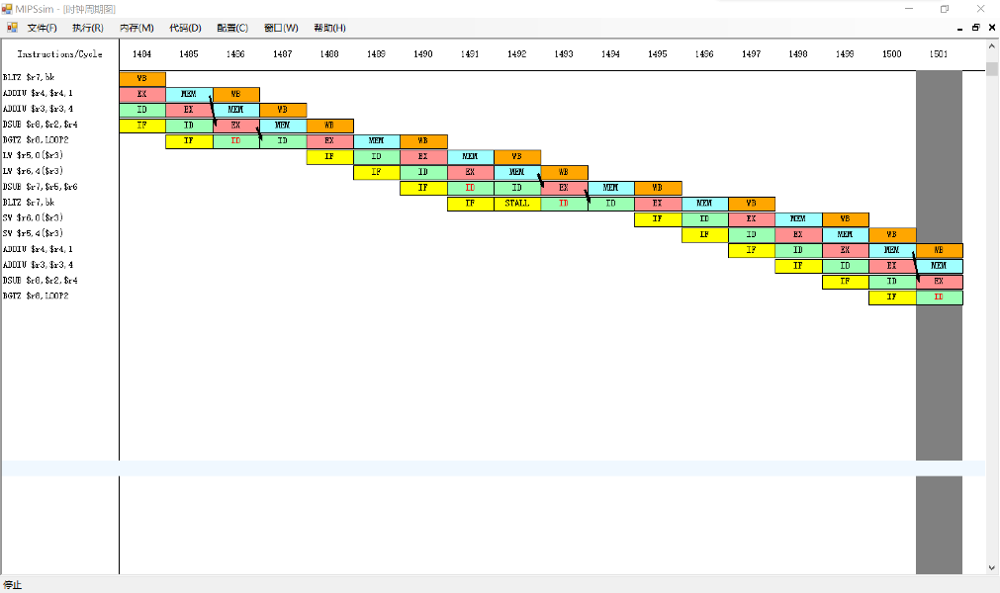 MIPSsim - [时钟周期图]
文件(F) 执行(R) 内存(M) 代码(D) 配置(C) 窗口(W) 帮助(H)
Instructions/Cycle 1484 1485 1486 1487 1488 1489 1490 1491 1492 1493 1494 1495 1496 1497 1498 1499 1500 1501
BLTZ $r7,bk WB
ADDIU $r4,$r4,1 EX MEM WB
ADDIU $r3,$r3,4 ID EX MEM WB
DSUB $r8,$r2,$r4 IF ID EX MEM WB
BGTZ $r8,LOOP2 IF ID ID EX MEM WB
LW $r5,0($r3) IF ID EX MEM WB
LW $r6,4($r3) IF ID EX MEM WB
DSUB $r7,$r5,$r6 IF ID ID EX MEM WB
BLTZ $r7,bk IF STALL ID ID EX MEM WB
SW $r6,0($r3) IF ID EX MEM WB
SW $r5,4($r3) IF ID EX MEM WB
ADDIU $r4,$r4,1 IF ID EX MEM WB
ADDIU $r3,$r3,4 IF ID EX MEM
DSUB $r8,$r2,$r4 IF ID EX
BGTZ $r8,LOOP2 IF ID
停止